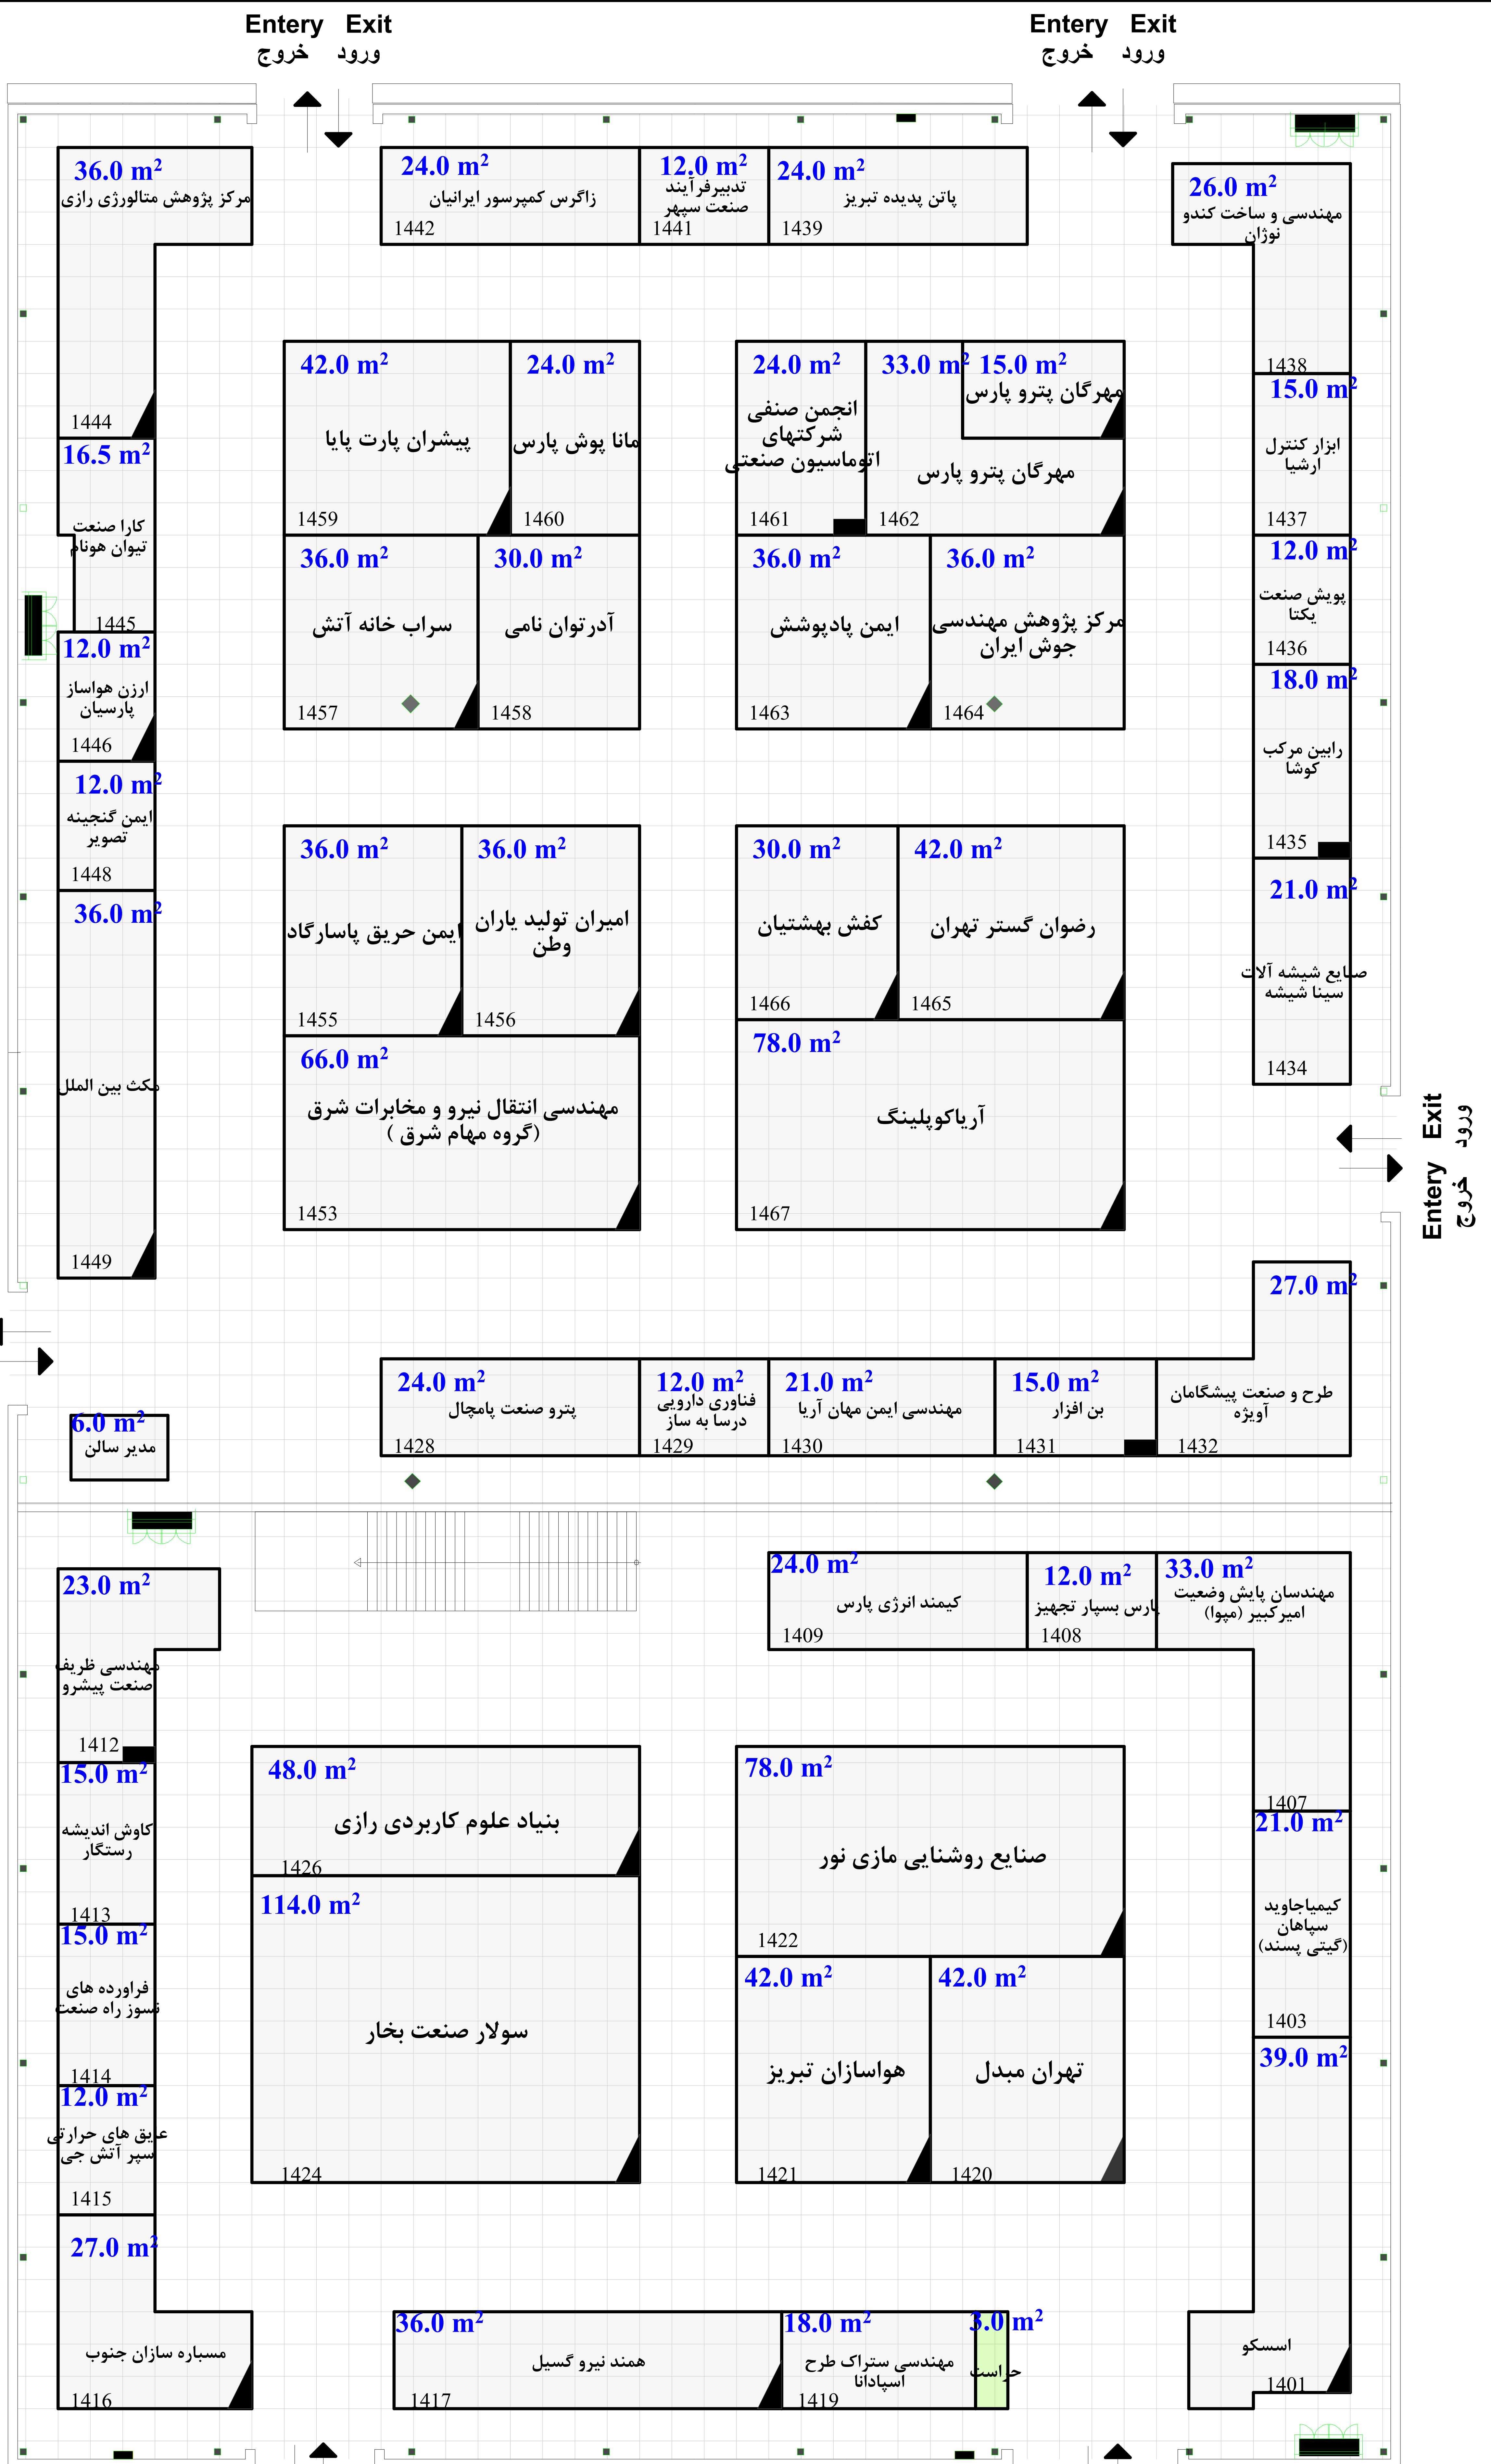 Entery Exit
خروج ورود
Entery Exit
خروج ورود
36.0 m²
مرکز پژوهش متالورژی رازی
1444
24.0 m²
زاگرس کمپرسور ایرانیان
1442
12.0 m²
تدبیرفرآیند
صنعت سپهر
1441
24.0 m²
پاتن پدیده تبریز
1439
26.0 m²
مهندسی و ساخت کندو
نوژان
1438
42.0 m²
پیشران پارت پایا
1459
24.0 m²
مانا پوش پارس
1460
24.0 m²
انجمن صنفی
شرکتهای
اتوماسیون صنعتی
1461
33.0 m²
مهرگان پترو پارس
1462
15.0 m²
مهرگان پترو پارس
15.0 m²
ابزار کنترل
ارشیا
1437
16.5 m²
کارا صنعت
تیوان هونام
1445
36.0 m²
سراب خانه آتش
1457
30.0 m²
آدرتوان نامی
1458
36.0 m²
ایمن پادپوشش
1463
36.0 m²
مرکز پژوهش مهندسی
جوش ایران
1464
12.0 m²
پویش صنعت
یکتا
1436
12.0 m²
ارزن هواساز
پارسیان
1446
18.0 m²
رابین مرکب
کوشا
1435
12.0 m²
ایمن گنجینه
تصویر
1448
36.0 m²
ایمن حریق پاسارگاد
1455
36.0 m²
امیران تولید یاران
وطن
1456
30.0 m²
کفش بهشتیان
1466
42.0 m²
رضوان گستر تهران
1465
21.0 m²
صنایع شیشه آلات
سینا شیشه
1434
36.0 m²
مکث بین الملل
1449
66.0 m²
مهندسی انتقال نیرو و مخابرات شرق
(گروه مهام شرق )
1453
78.0 m²
آریاکوپلینگ
1467
Entery Exit
خروج ورود
24.0 m²
پترو صنعت پامچال
1428
12.0 m²
فناوری دارویی
درسا به ساز
1429
21.0 m²
مهندسی ایمن مهان آریا
1430
15.0 m²
بن افزار
1431
27.0 m²
طرح و صنعت پیشگامان
آویژه
1432
6.0 m²
مدیر سالن
23.0 m²
مهندسی ظریف
صنعت پیشرو
1412
24.0 m²
کیمند انرژی پارس
1409
12.0 m²
پارس بسپار تجهیز
1408
33.0 m²
مهندسان پایش وضعیت
امیرکبیر (مپوا)
1407
15.0 m²
کاوش اندیشه
رستگار
1413
48.0 m²
بنیاد علوم کاربردی رازی
1426
78.0 m²
صنایع روشنایی مازی نور
1422
21.0 m²
کیمیاجاوید
سپاهان
(گیتی پسند)
1403
15.0 m²
فراورده های
نسوز راه صنعت
1414
114.0 m²
سولار صنعت بخار
1424
42.0 m²
هواسازان تبریز
1421
42.0 m²
تهران مبدل
1420
39.0 m²
اسسکو
1401
12.0 m²
عایق های حرارتی
سپر آتش جی
1415
27.0 m²
مسباره سازان جنوب
1416
36.0 m²
همند نیرو گسیل
1417
18.0 m²
مهندسی ستراک طرح
اسپادانا
1419
3.0 m²
حراست